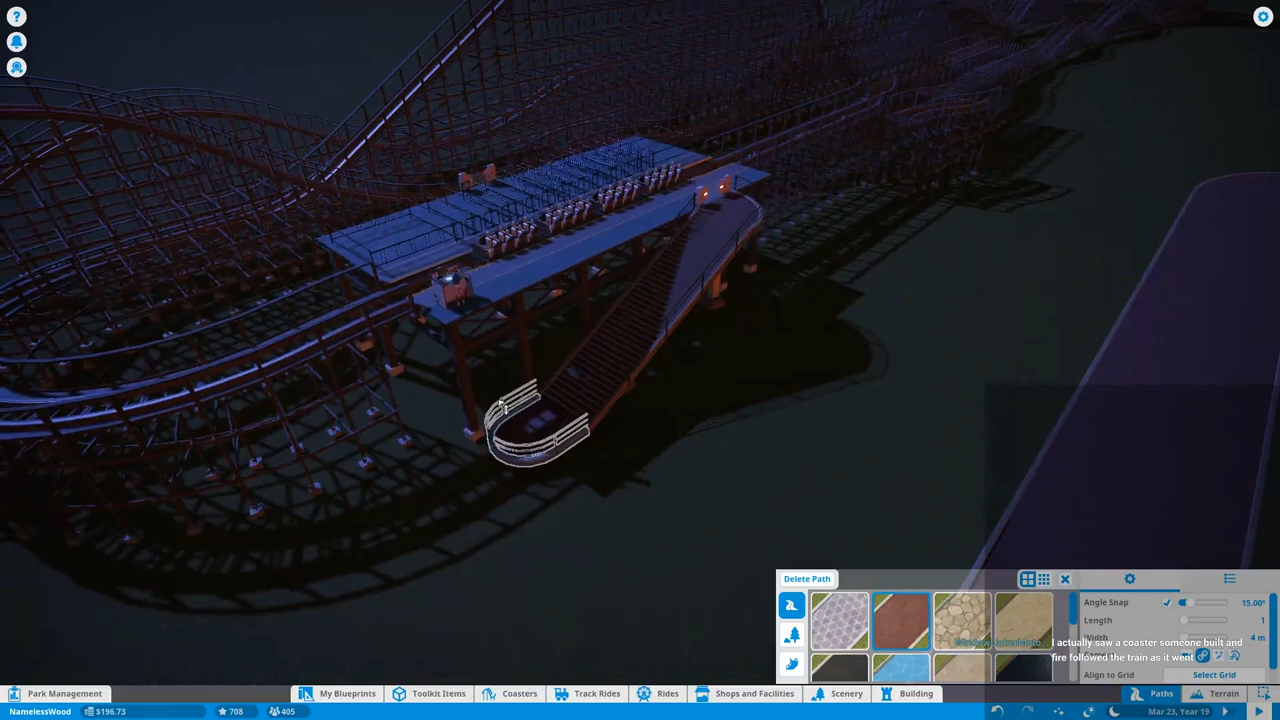 ?
Delete Path
Angle Snap 15.00°
Length 1
Width 4 m
I actually saw a coaster someone built and
fire followed the train as it went
Align to Grid Select Grid
Park Management My Blueprints Toolkit Items Coasters Track Rides Rides Shops and Facilities Scenery Building Paths Terrain
NamelessWood $196.73 708 405 Mar 23, Year 19